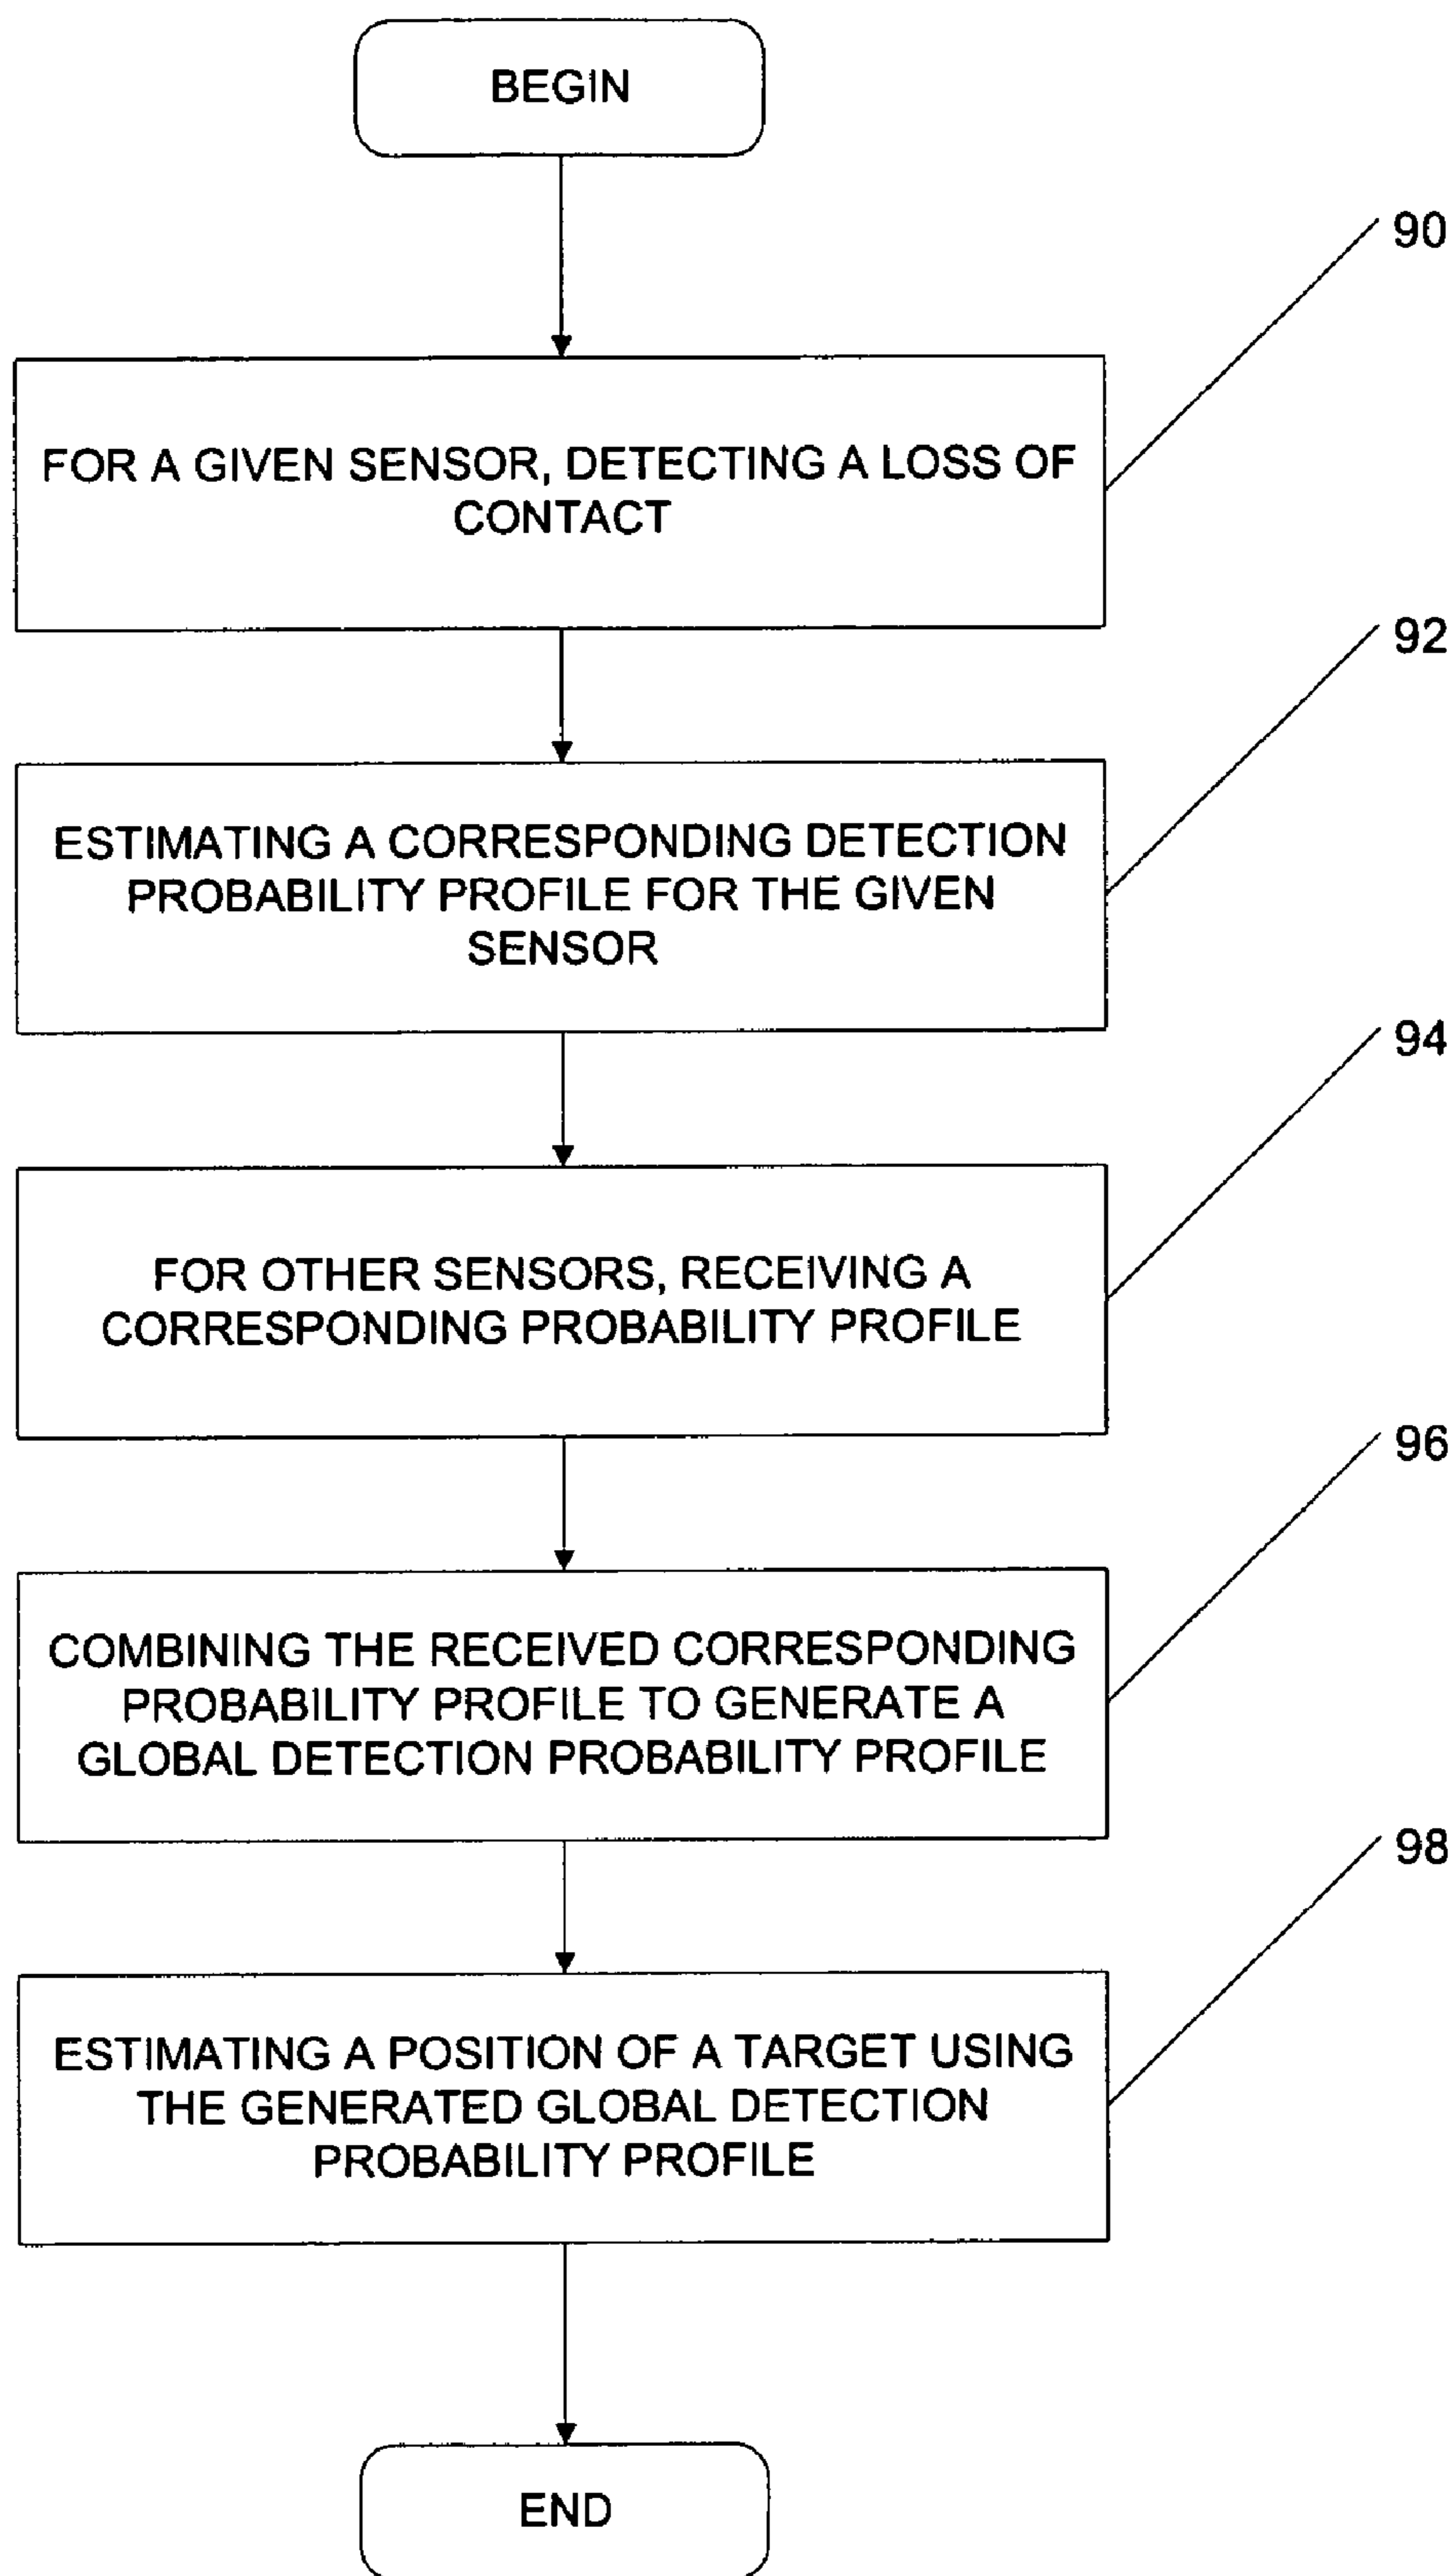 BEGIN
90
FOR A GIVEN SENSOR, DETECTING A LOSS OF
CONTACT
92
ESTIMATING A CORRESPONDING DETECTION
PROBABILITY PROFILE FOR THE GIVEN
SENSOR
94
FOR OTHER SENSORS, RECEIVING A
CORRESPONDING PROBABILITY PROFILE
96
COMBINING THE RECEIVED CORRESPONDING
PROBABILITY PROFILE TO GENERATE A
GLOBAL DETECTION PROBABILITY PROFILE
98
ESTIMATING A POSITION OF A TARGET USING
THE GENERATED GLOBAL DETECTION
PROBABILITY PROFILE
END